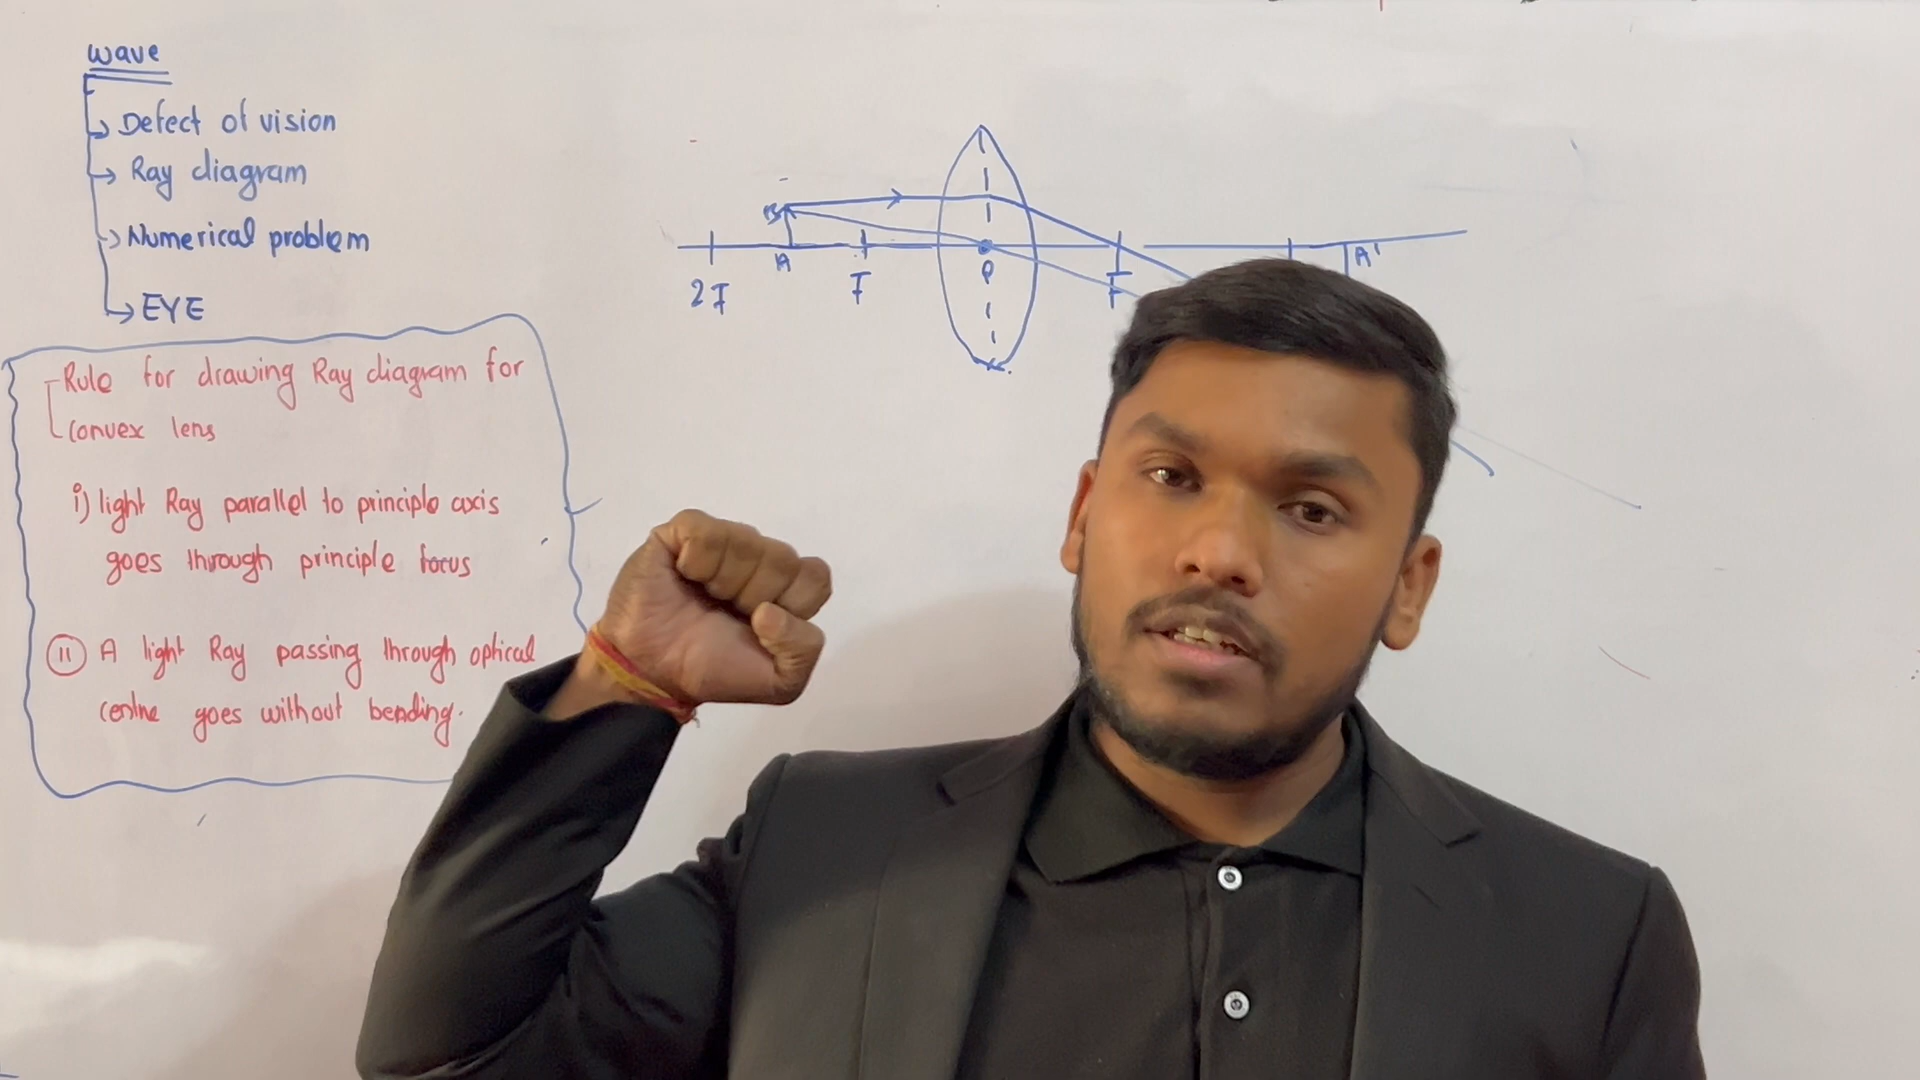 wave
Defect of vision
Ray diagram
Numerical problem
EYE
Rule for drawing Ray diagram for
convex lens
i) light Ray parallel to principle axis
goes through principle focus
ii A light Ray passing through optical
centre goes without bending.
B
A
2F
F
P
F
A'